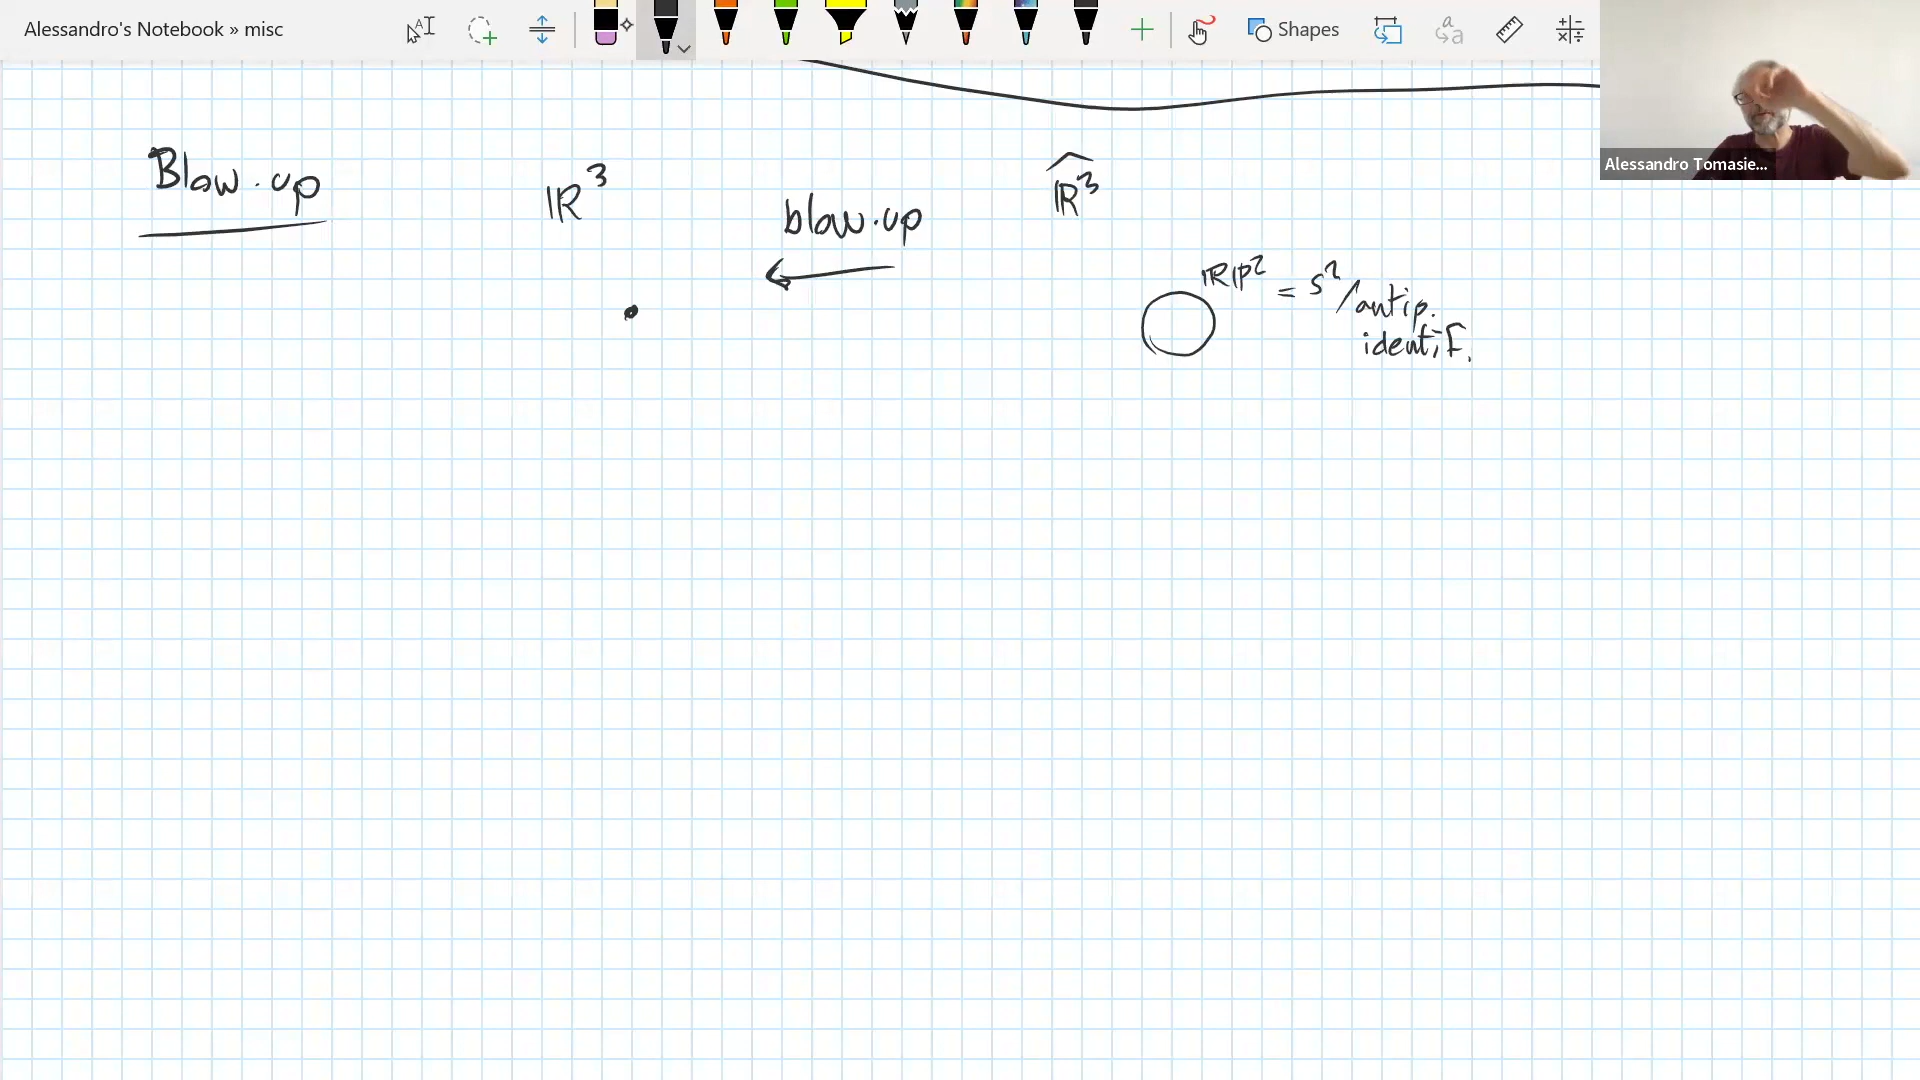 Alessandro's Notebook » misc
Shapes
Alessandro Tomasie...
Blow-up
ℝ³
blow-up
ℝ̂³
ℝℙ² = S²/antip.
identif.